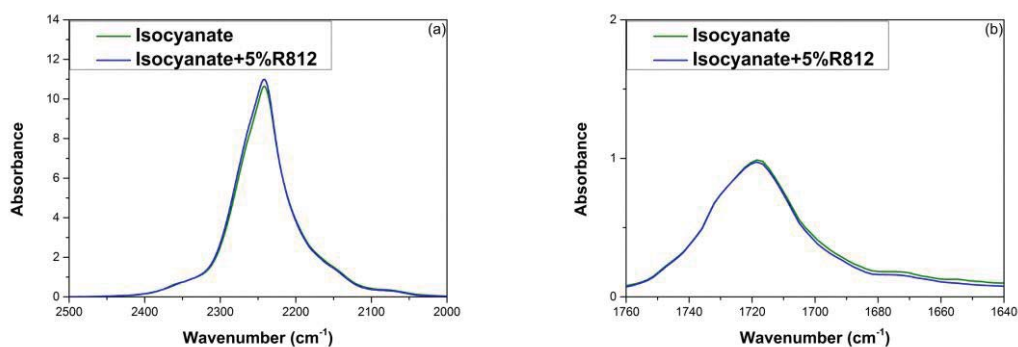 (a)
Isocyanate
Isocyanate+5%R812
Absorbance
14
12
10
8
6
4
2
0
2500 2400 2300 2200 2100 2000
Wavenumber (cm⁻¹)
(b)
Isocyanate
Isocyanate+5%R812
Absorbance
2
1
0
1760 1740 1720 1700 1680 1660 1640
Wavenumber (cm⁻¹)